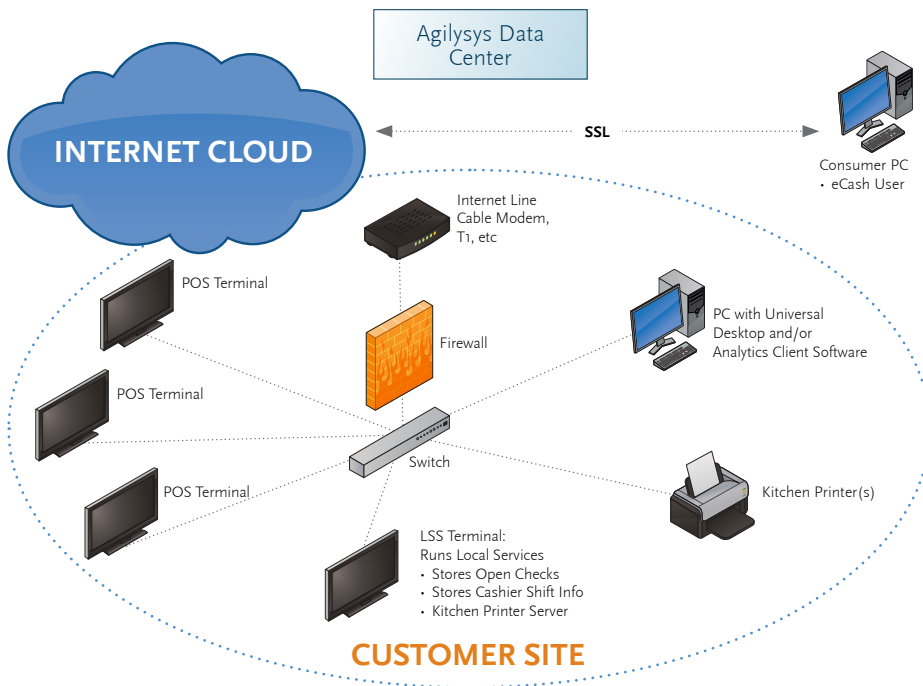 Agilysys Data
Center
INTERNET CLOUD
SSL
Consumer PC
• eCash User
Internet Line
Cable Modem,
T1, etc
POS Terminal
PC with Universal
Desktop and/or
Analytics Client Software
Firewall
POS Terminal
Switch
POS Terminal
Kitchen Printer(s)
LSS Terminal:
Runs Local Services
• Stores Open Checks
• Stores Cashier Shift Info
• Kitchen Printer Server
CUSTOMER SITE